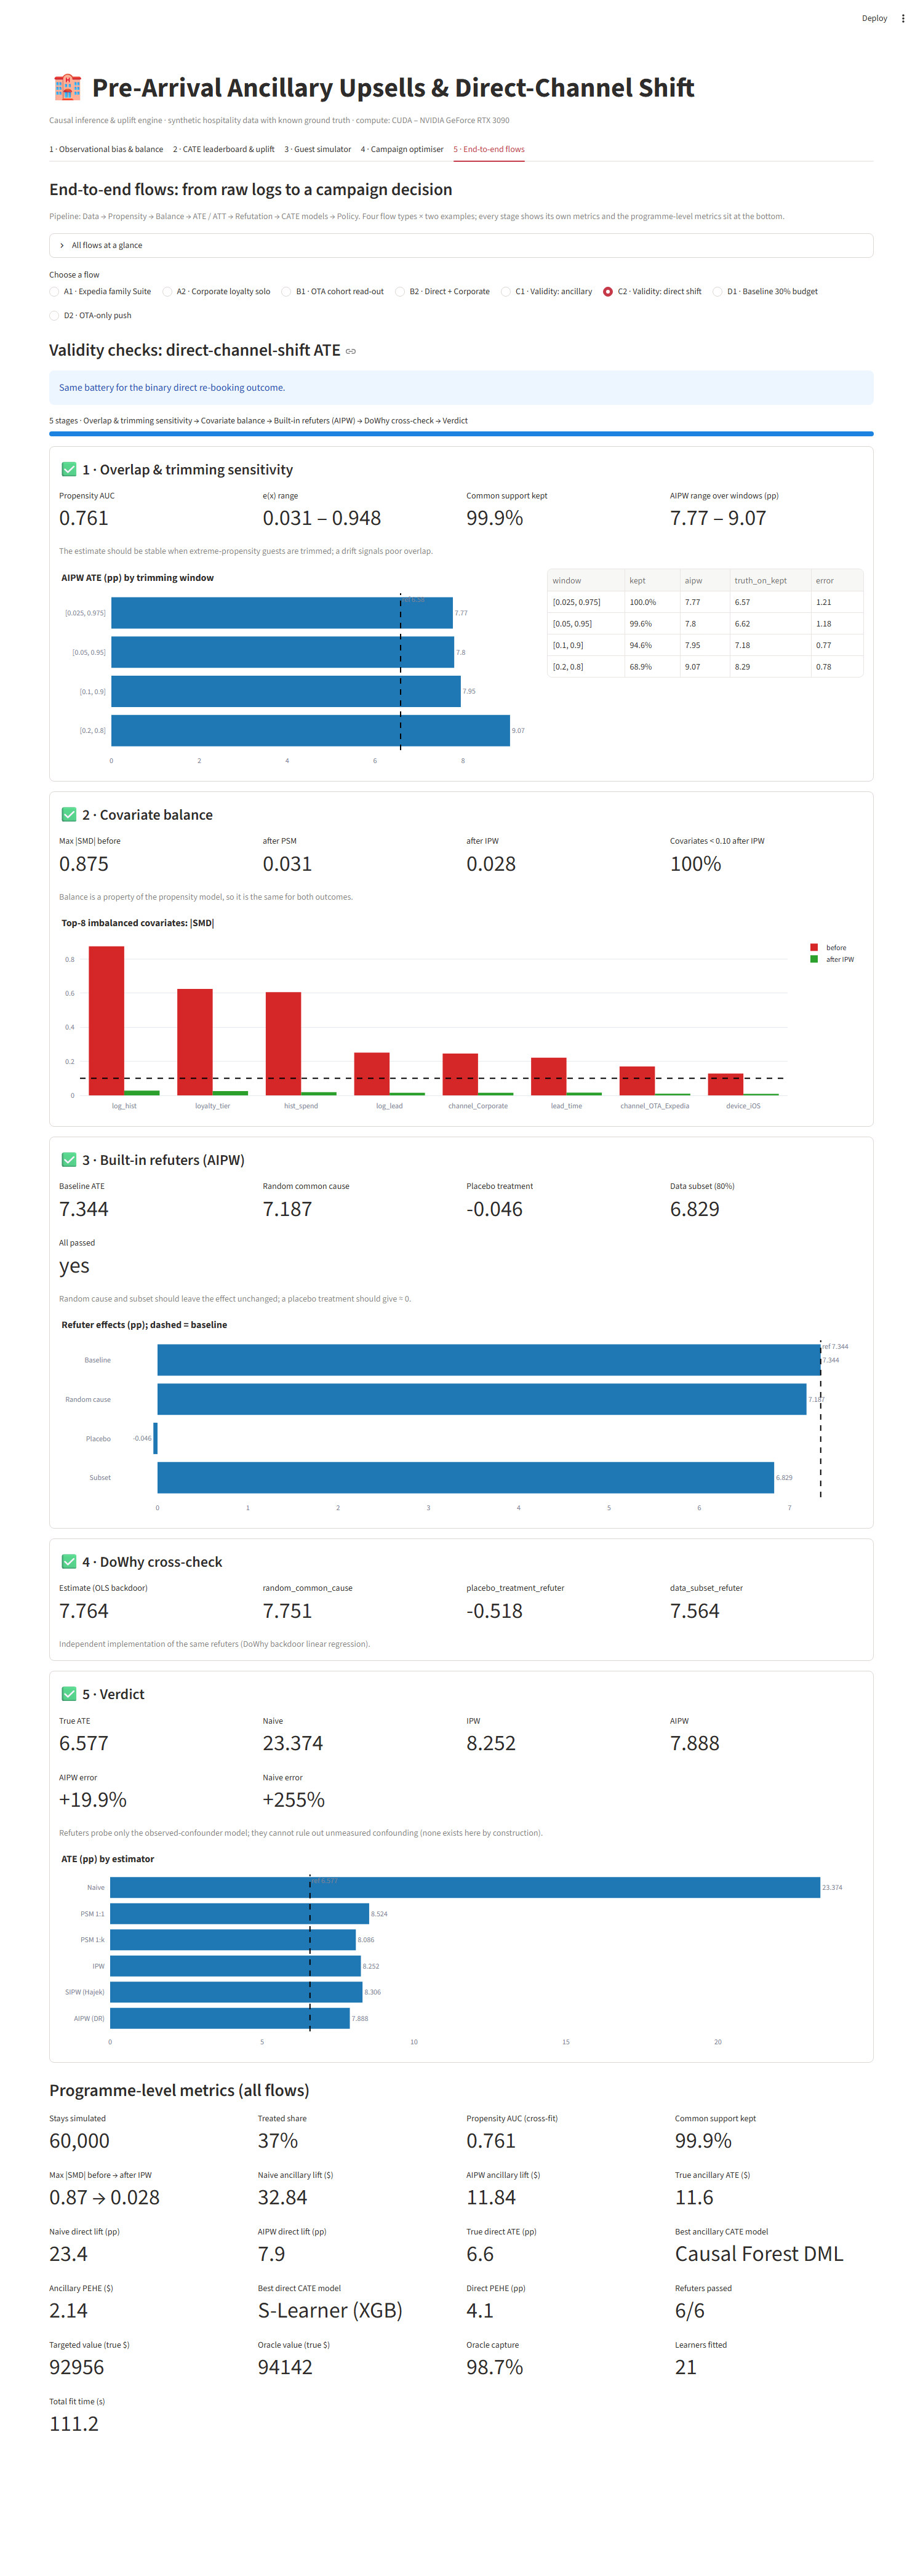 Deploy
Pre-Arrival Ancillary Upsells & Direct-Channel Shift
Causal inference & uplift engine · synthetic hospitality data with known ground truth · compute: CUDA – NVIDIA GeForce RTX 3090
1 · Observational bias & balance 2 · CATE leaderboard & uplift 3 · Guest simulator 4 · Campaign optimiser 5 · End-to-end flows
End-to-end flows: from raw logs to a campaign decision
Pipeline: Data → Propensity → Balance → ATE / ATT → Refutation → CATE models → Policy. Four flow types × two examples; every stage shows its own metrics and the programme-level metrics sit at the bottom.
All flows at a glance
Choose a flow
A1 · Expedia family Suite A2 · Corporate loyalty solo B1 · OTA cohort read-out B2 · Direct + Corporate C1 · Validity: ancillary C2 · Validity: direct shift D1 · Baseline 30% budget
D2 · OTA-only push
Validity checks: direct-channel-shift ATE
Same battery for the binary direct re-booking outcome.
5 stages · Overlap & trimming sensitivity → Covariate balance → Built-in refuters (AIPW) → DoWhy cross-check → Verdict
1 · Overlap & trimming sensitivity
Propensity AUC e(x) range Common support kept AIPW range over windows (pp)
0.761 0.031 – 0.948 99.9% 7.77 – 9.07
The estimate should be stable when extreme-propensity guests are trimmed; a drift signals poor overlap.
AIPW ATE (pp) by trimming window
[0.025, 0.975] 7.77
[0.05, 0.95] 7.8
[0.1, 0.9] 7.95
[0.2, 0.8] 9.07
0 2 4 6 8
window kept aipw truth_on_kept error
[0.025, 0.975] 100.0% 7.77 6.57 1.21
[0.05, 0.95] 99.6% 7.8 6.62 1.18
[0.1, 0.9] 94.6% 7.95 7.18 0.77
[0.2, 0.8] 68.9% 9.07 8.29 0.78
2 · Covariate balance
Max |SMD| before after PSM after IPW Covariates < 0.10 after IPW
0.875 0.031 0.028 100%
Balance is a property of the propensity model, so it is the same for both outcomes.
Top-8 imbalanced covariates: |SMD|
before
after IPW
0.8
0.6
0.4
0.2
0
log_hist loyalty_tier hist_spend log_lead channel_Corporate lead_time channel_OTA_Expedia device_iOS
3 · Built-in refuters (AIPW)
Baseline ATE Random common cause Placebo treatment Data subset (80%)
7.344 7.187 -0.046 6.829
All passed
yes
Random cause and subset should leave the effect unchanged; a placebo treatment should give ≈ 0.
Refuter effects (pp); dashed = baseline
ref 7.344
Baseline 7.344
Random cause 7.187
Placebo -0.046
Subset 6.829
0 1 2 3 4 5 6 7
4 · DoWhy cross-check
Estimate (OLS backdoor) random_common_cause placebo_treatment_refuter data_subset_refuter
7.764 7.751 -0.518 7.564
Independent implementation of the same refuters (DoWhy backdoor linear regression).
5 · Verdict
True ATE Naive IPW AIPW
6.577 23.374 8.252 7.888
AIPW error Naive error
+19.9% +255%
Refuters probe only the observed-confounder model; they cannot rule out unmeasured confounding (none exists here by construction).
ATE (pp) by estimator
ref 6.577
Naive 23.374
PSM 1:1 8.524
PSM 1:k 8.086
IPW 8.252
SIPW (Hajek) 8.306
AIPW (DR) 7.888
0 5 10 15 20
Programme-level metrics (all flows)
Stays simulated Treated share Propensity AUC (cross-fit) Common support kept
60,000 37% 0.761 99.9%
Max |SMD| before → after IPW Naive ancillary lift ($) AIPW ancillary lift ($) True ancillary ATE ($)
0.87 → 0.028 32.84 11.84 11.6
Naive direct lift (pp) AIPW direct lift (pp) True direct ATE (pp) Best ancillary CATE model
23.4 7.9 6.6 Causal Forest DML
Ancillary PEHE ($) Best direct CATE model Direct PEHE (pp) Refuters passed
2.14 S-Learner (XGB) 4.1 6/6
Targeted value (true $) Oracle value (true $) Oracle capture Learners fitted
92956 94142 98.7% 21
Total fit time (s)
111.2